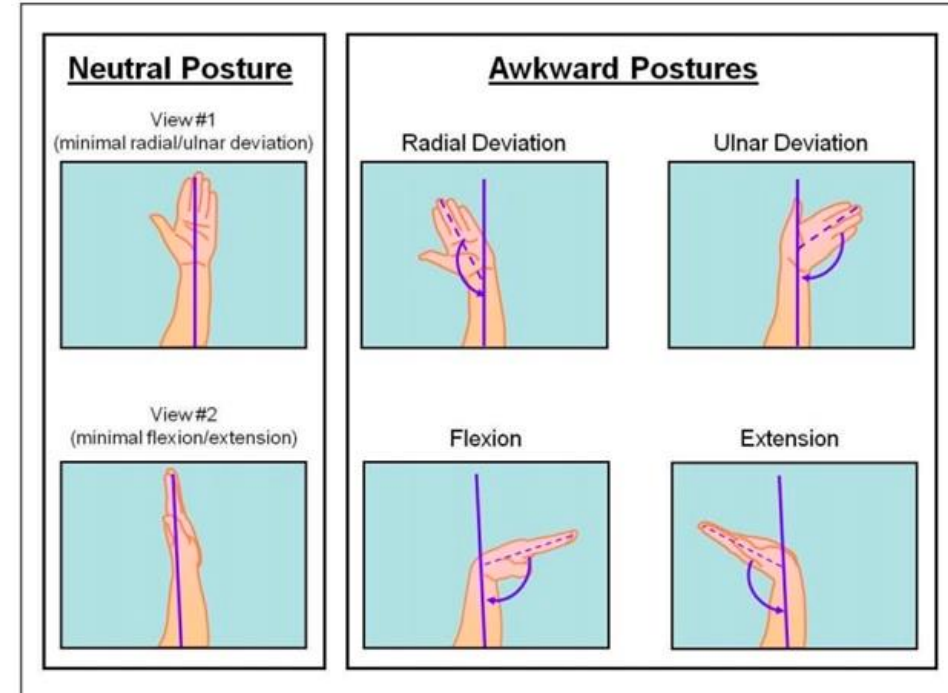 Neutral Posture
View #1
(minimal radial/ulnar deviation)
View #2
(minimal flexion/extension)
Awkward Postures
Radial Deviation
Ulnar Deviation
Flexion
Extension